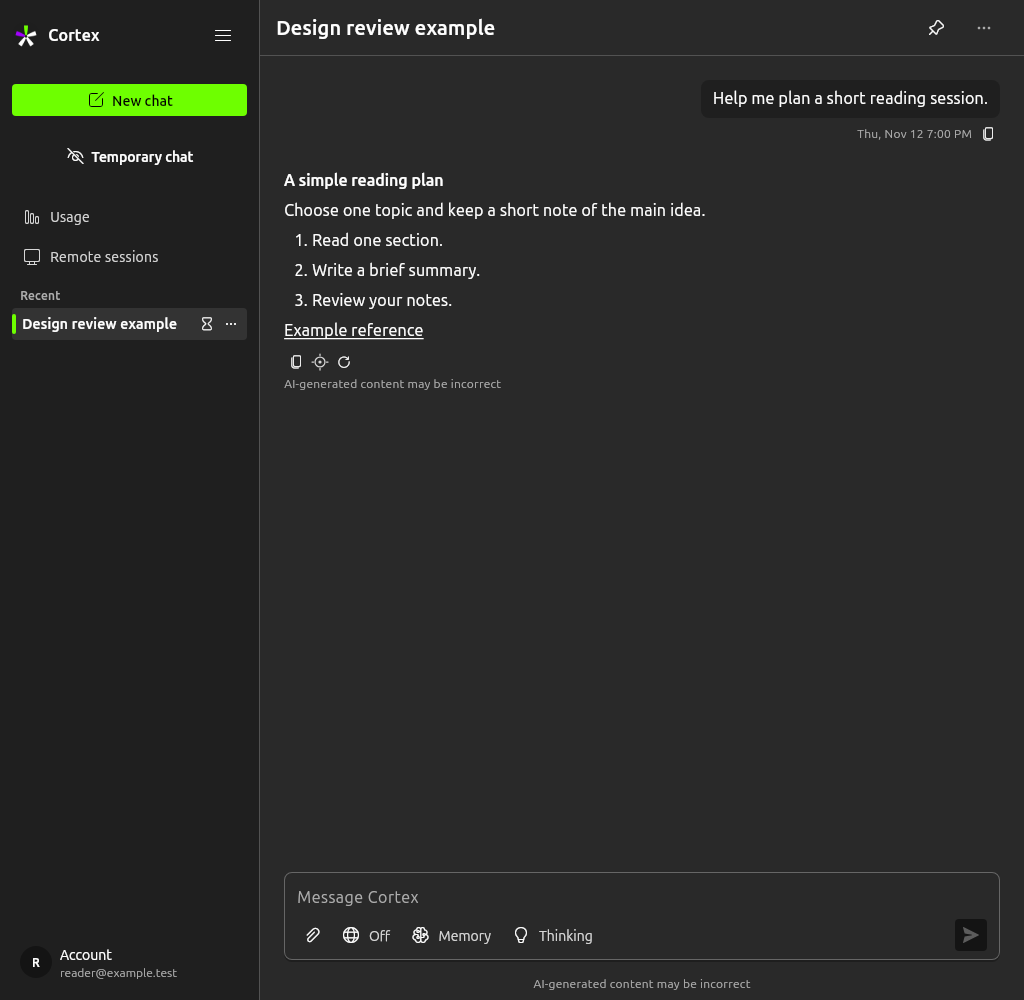 Cortex
New chat
Temporary chat
Usage
Remote sessions
Recent
Design review example
R
Account
reader@example.test
Design review example
Help me plan a short reading session.
Thu, Nov 12 7:00 PM
A simple reading plan
Choose one topic and keep a short note of the main idea.
1. Read one section.
2. Write a brief summary.
3. Review your notes.
Example reference
AI-generated content may be incorrect
Message Cortex
Off Memory Thinking
AI-generated content may be incorrect